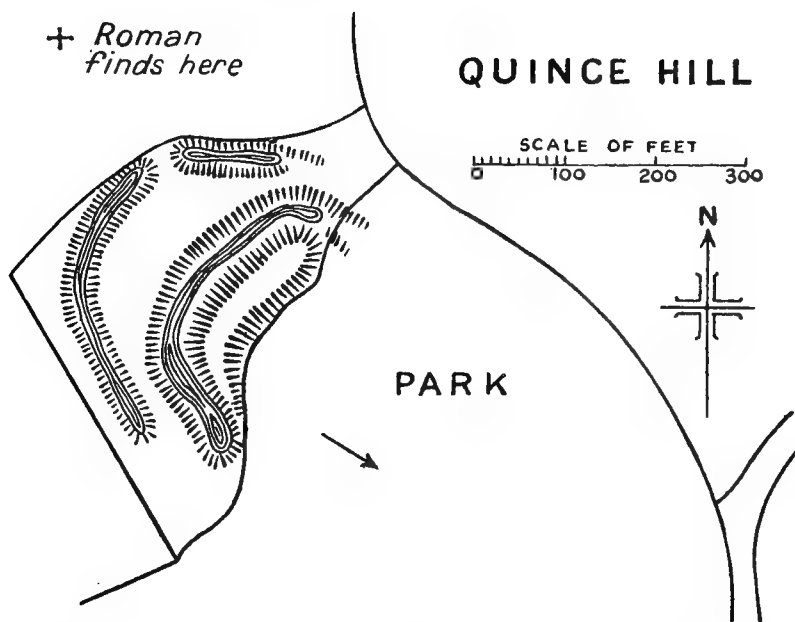 Roman
finds here
QUINCE HILL
SCALE OF FEET
0 100 200 300
N
PARK